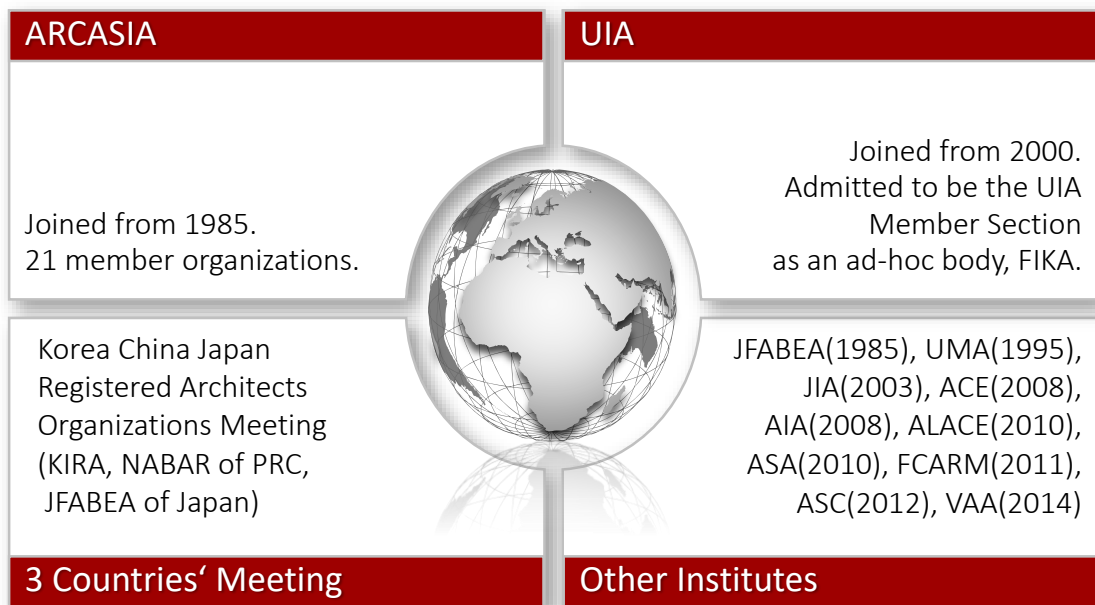 ARCASIA
Joined from 1985.
21 member organizations.
UIA
Joined from 2000.
Admitted to be the UIA
Member Section
as an ad-hoc body, FIKA.
Korea China Japan
Registered Architects
Organizations Meeting
(KIRA, NABAR of PRC,
JFABEA of Japan)
3 Countries‘ Meeting
JFABEA(1985), UMA(1995),
JIA(2003), ACE(2008),
AIA(2008), ALACE(2010),
ASA(2010), FCARM(2011),
ASC(2012), VAA(2014)
Other Institutes